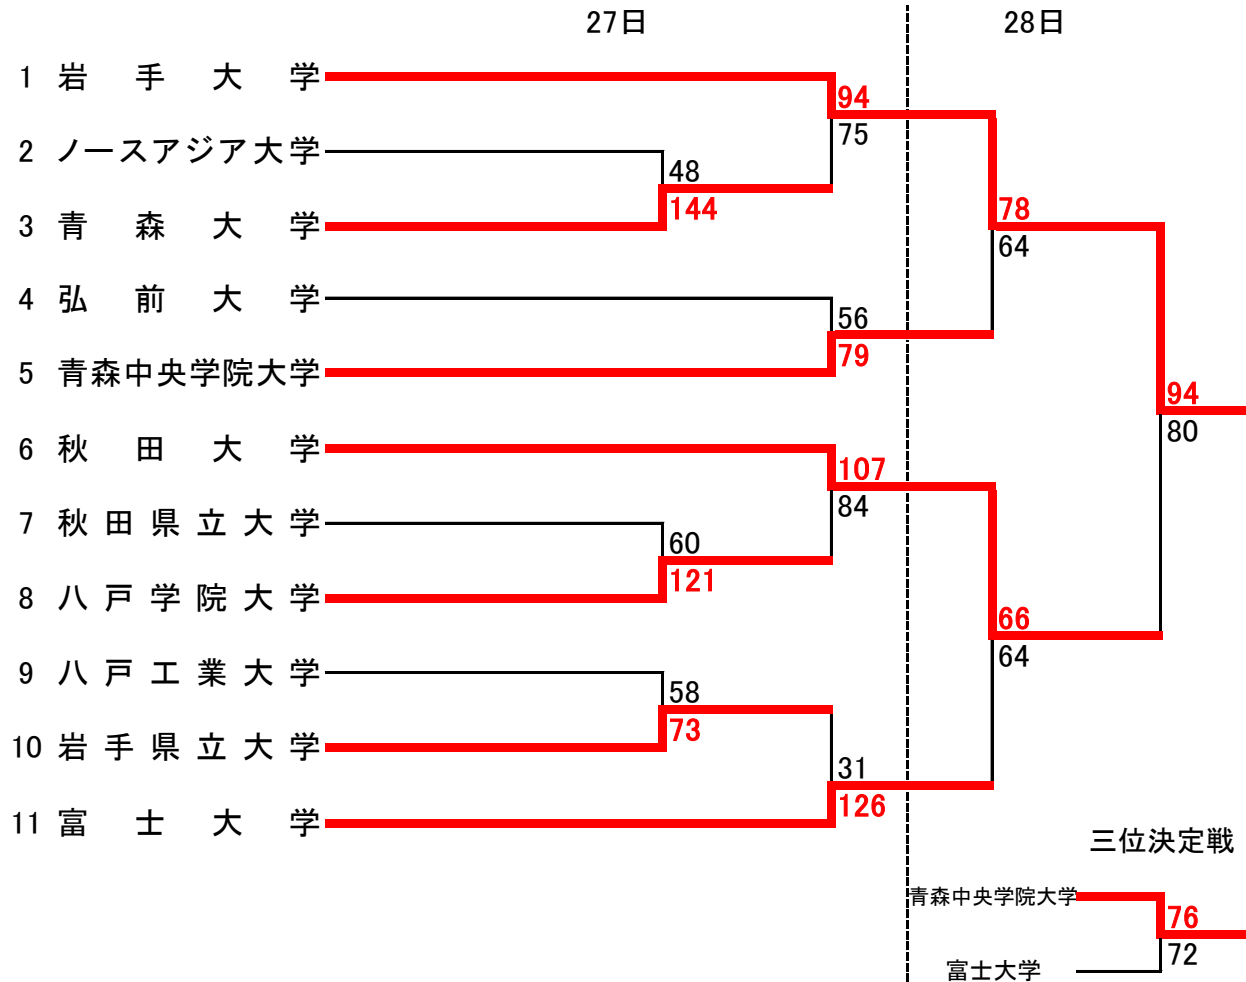 27日
28日
1 岩手大学
94
75
2 ノースアジア大学
48
144
3 青森大学
78
64
4 弘前大学
56
79
5 青森中央学院大学
94
80
6 秋田大学
107
84
7 秋田県立大学
60
121
8 八戸学院大学
66
64
9 八戸工業大学
58
73
10 岩手県立大学
31
126
11 富士大学
三位決定戦
青森中央学院大学
76
72
富士大学